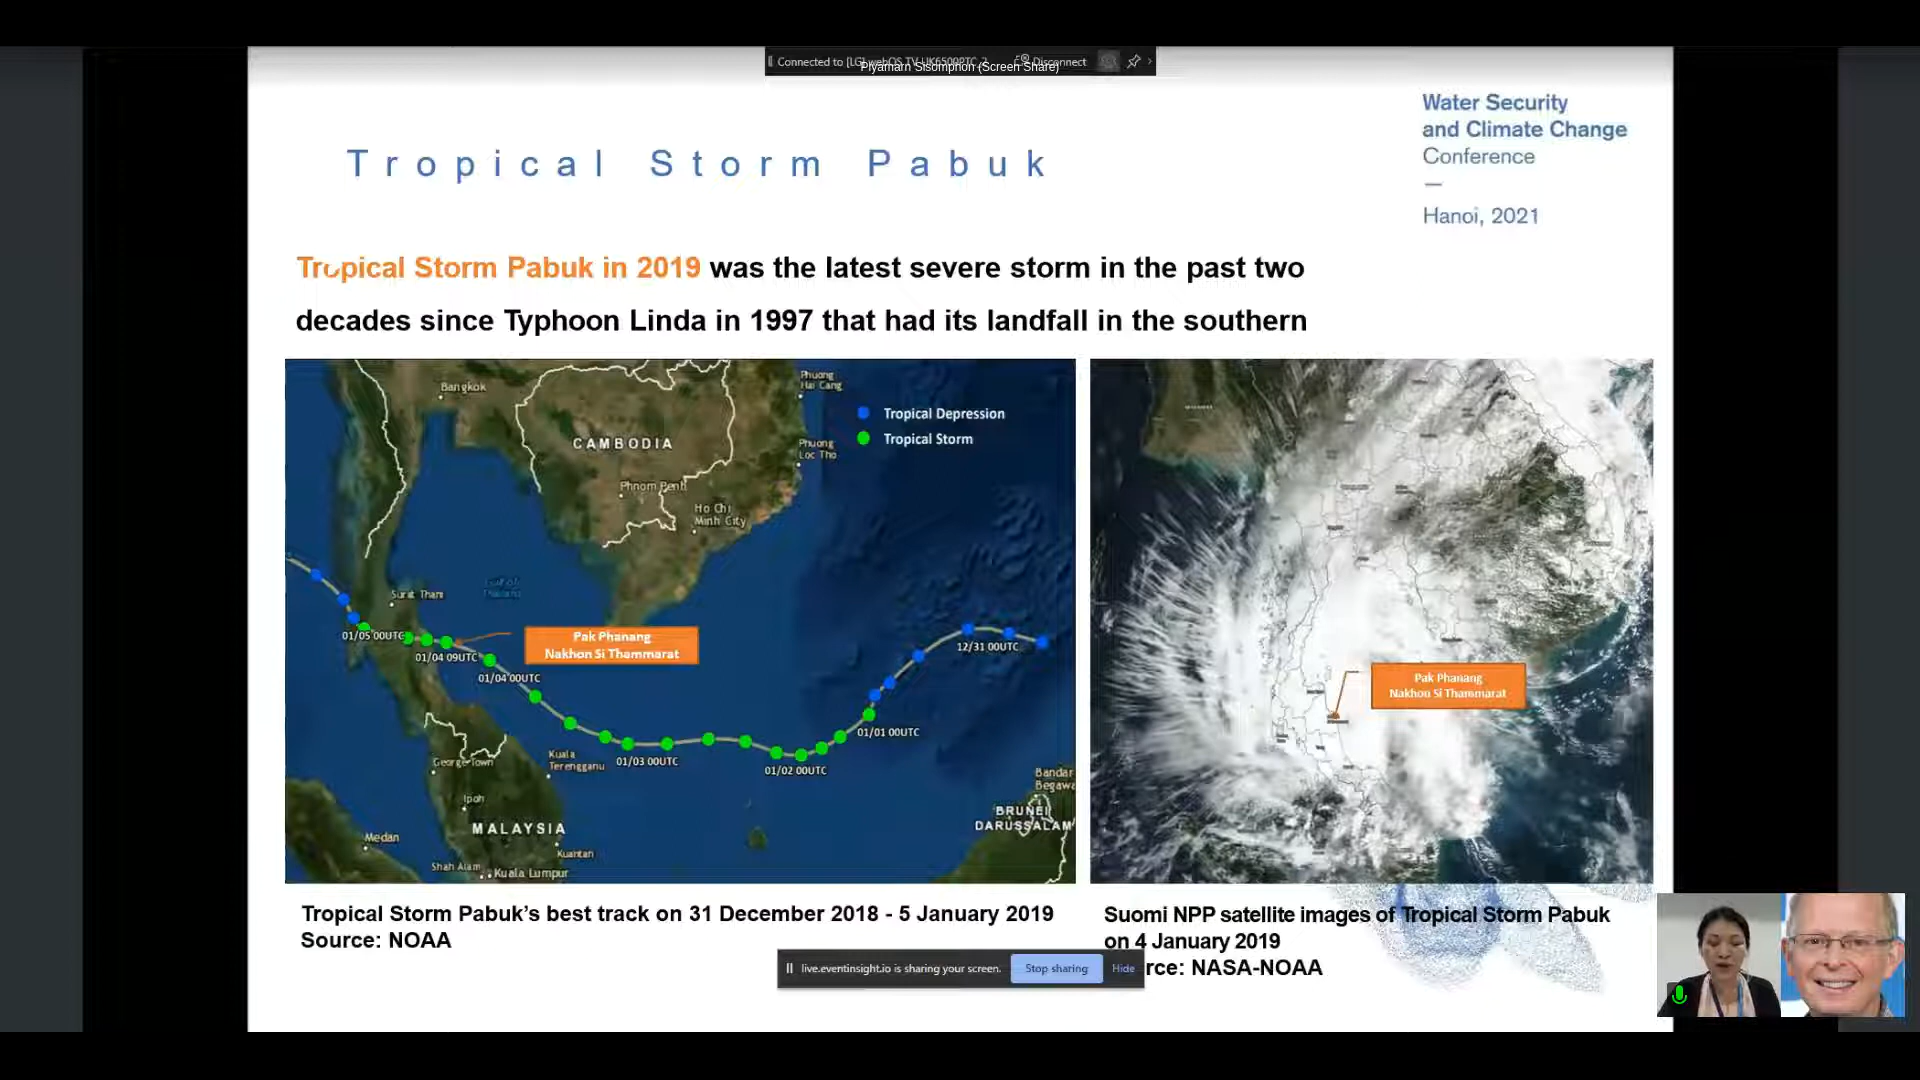 Connected to [LG] webOS TV UK6500PTC Disconnect
Piyamarn Sisomphon (Screen Share)
Water Security
and Climate Change
Conference
—
Hanoi, 2021
Tropical Storm Pabuk
Tropical Storm Pabuk in 2019 was the latest severe storm in the past two
decades since Typhoon Linda in 1997 that had its landfall in the southern
Bangkok
Phuong
Hai Cang
Tropical Depression
Tropical Storm
CAMBODIA
Phuong
Loc Tho
Phnom Penh
Ho Chi
Minh City
Gulf of
Thailand
Surat Thani
01/05 00UTC
01/04 09UTC
01/04 00UTC
Pak Phanang
Nakhon Si Thammarat
12/31 00UTC
01/01 00UTC
01/02 00UTC
01/03 00UTC
Kuala
Terengganu
George Town
Ipoh
MALAYSIA
Medan
Kuantan
Shah Alam
Kuala Lumpur
Bandar
Begawa
BRUNEI
DARUSSALAM
Pak Phanang
Nakhon Si Thammarat
Tropical Storm Pabuk’s best track on 31 December 2018 - 5 January 2019
Source: NOAA
Suomi NPP satellite images of Tropical Storm Pabuk
on 4 January 2019
rce: NASA-NOAA
live.eventinsight.io is sharing your screen. Stop sharing Hide